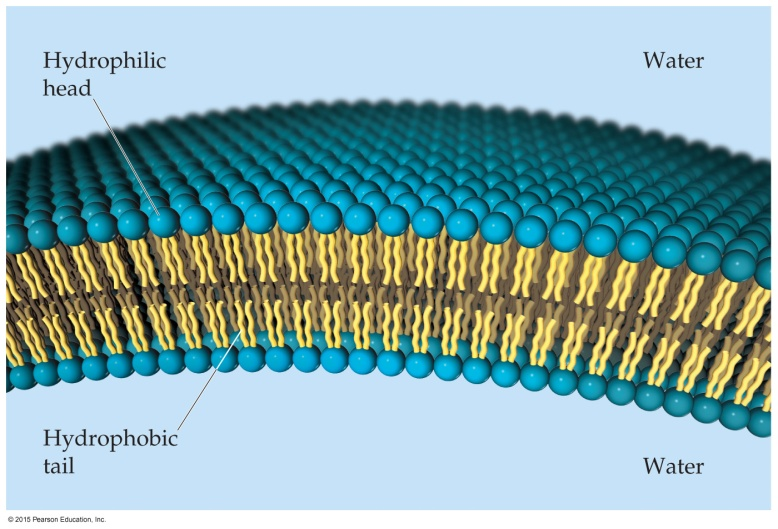 Hydrophilic
head
Water
Hydrophobic
tail
Water
© 2015 Pearson Education, Inc.